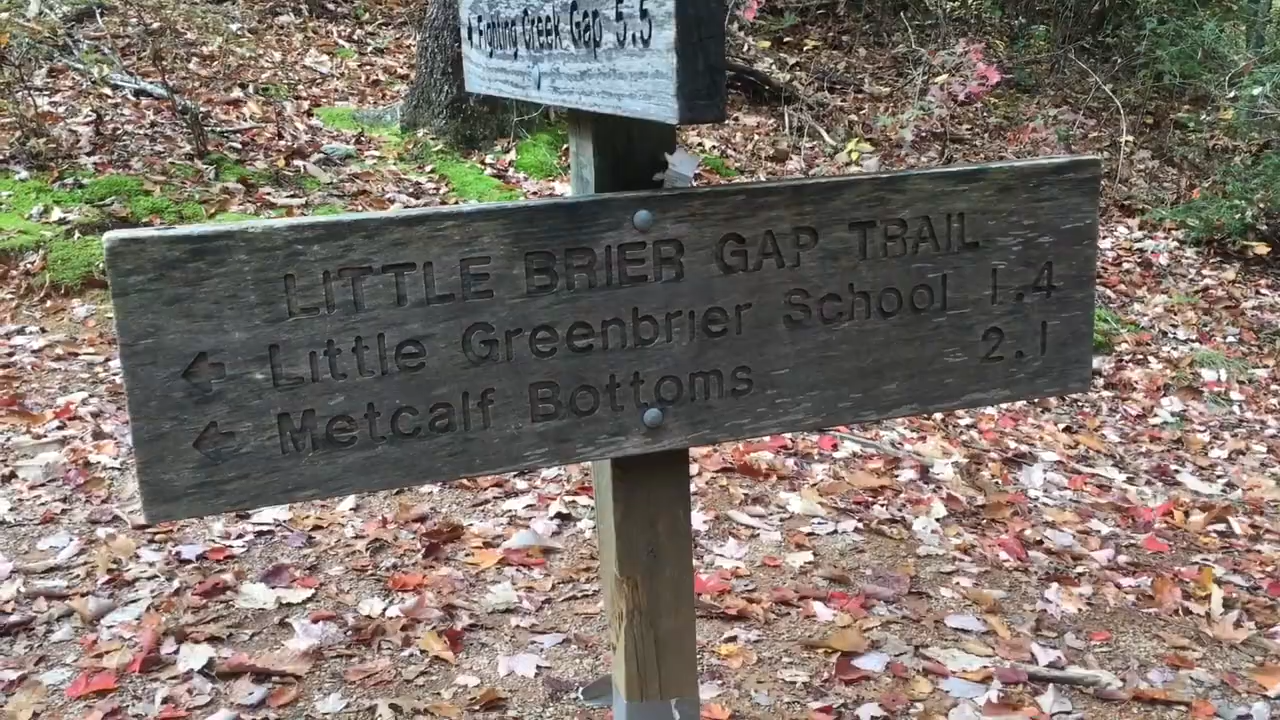 Fighting Creek Gap 5.5
LITTLE BRIER GAP TRAIL
← Little Greenbrier School 1.4
← Metcalf Bottoms 2.1